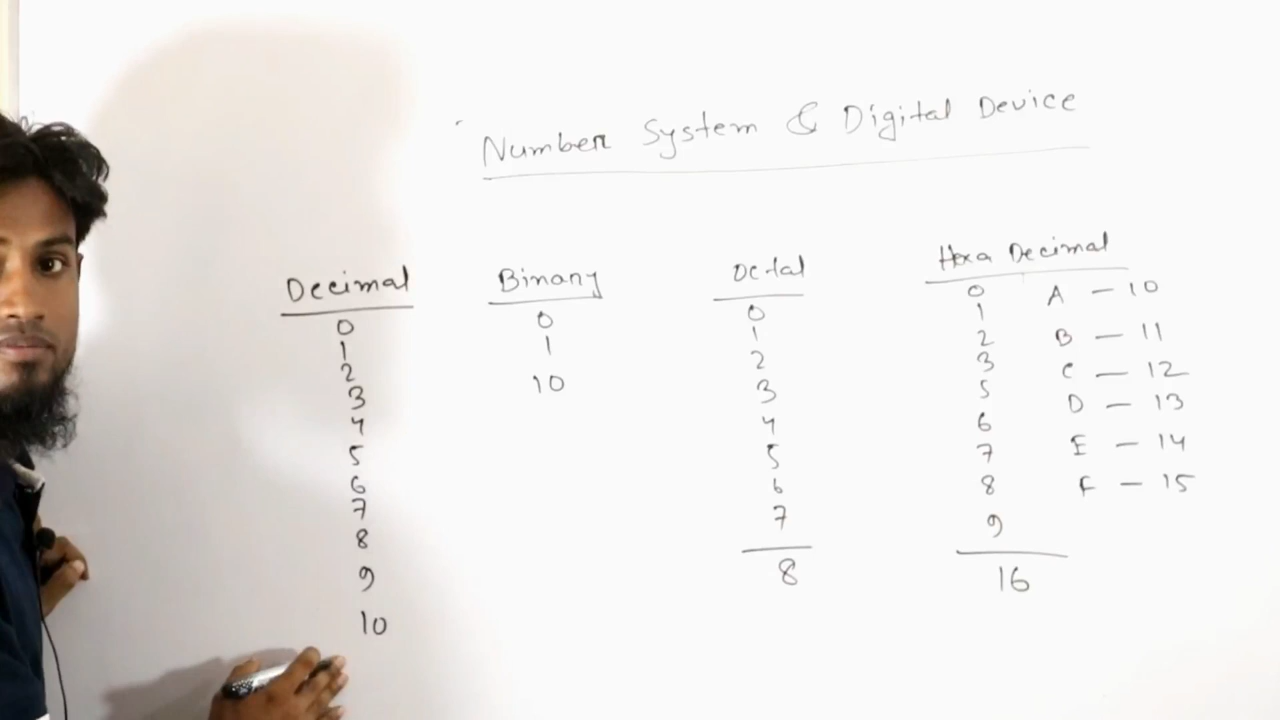 Number System & Digital Device
Decimal Binary Octal Hexa Decimal
0 0 0 0 A - 10
1 1 1 1
2 10 2 2 B - 11
3 3 3 C - 12
4 4 5 D - 13
5 5 6 E - 14
6 6 7 F - 15
7 7 8
8 8 9
9 16
10